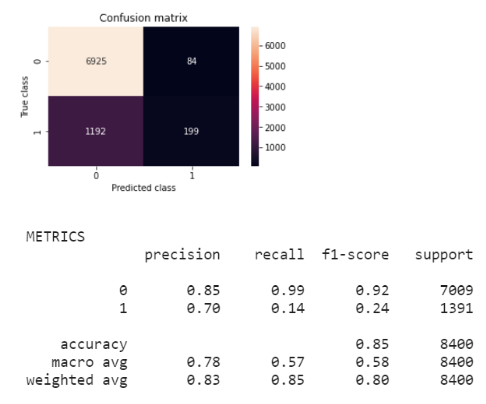 Confusion matrix
True class
0
6925
84
1
1192
199
0 1
Predicted class
6000
5000
4000
3000
2000
1000
METRICS
precision recall f1-score support
0 0.85 0.99 0.92 7009
1 0.70 0.14 0.24 1391
accuracy 0.85 8400
macro avg 0.78 0.57 0.58 8400
weighted avg 0.83 0.85 0.80 8400